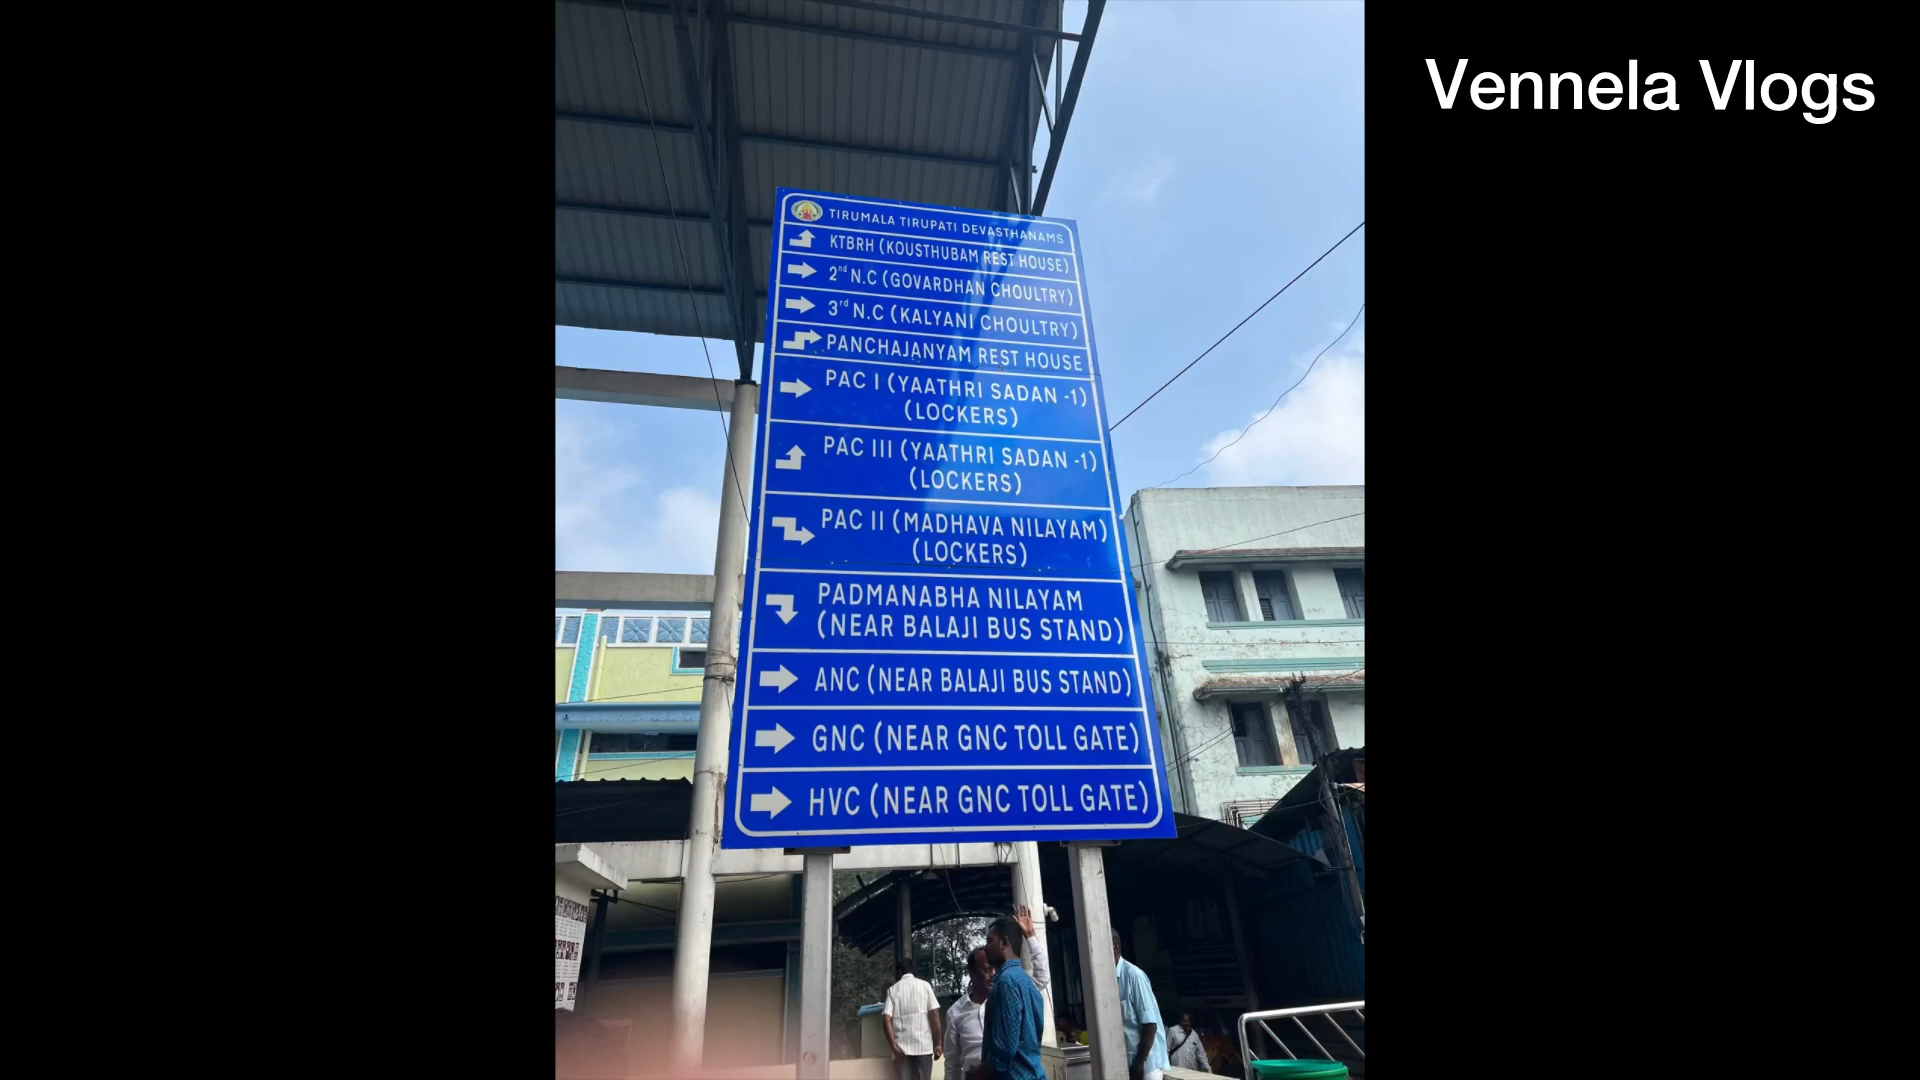 Vennela Vlogs
TIRUMALA TIRUPATI DEVASTHANAMS
KTBRH (KOUSTHUBAM REST HOUSE)
2nd N.C (GOVARDHAN CHOULTRY)
3rd N.C (KALYANI CHOULTRY)
PANCHAJANYAM REST HOUSE
PAC I (YAATHRI SADAN -1)
(LOCKERS)
PAC III (YAATHRI SADAN -1)
(LOCKERS)
PAC II (MADHAVA NILAYAM)
(LOCKERS)
PADMANABHA NILAYAM
(NEAR BALAJI BUS STAND)
ANC (NEAR BALAJI BUS STAND)
GNC (NEAR GNC TOLL GATE)
HVC (NEAR GNC TOLL GATE)